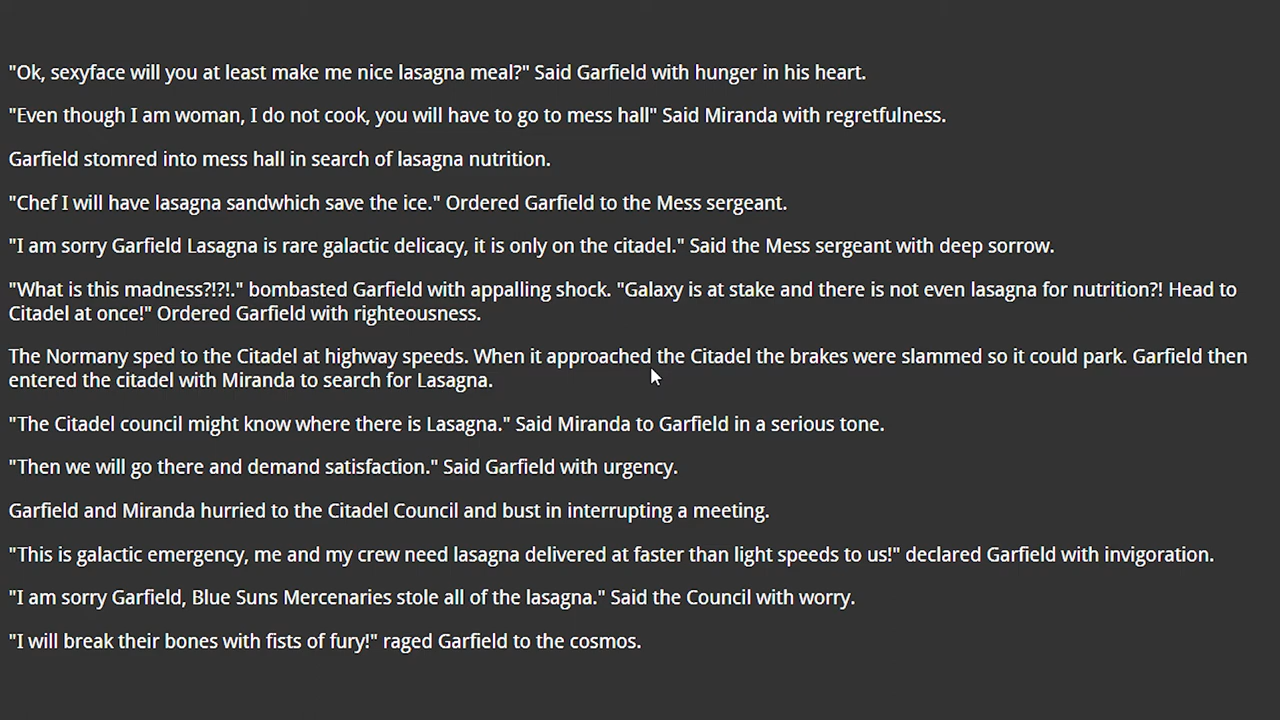 "Ok, sexyface will you at least make me nice lasagna meal?" Said Garfield with hunger in his heart.
"Even though I am woman, I do not cook, you will have to go to mess hall" Said Miranda with regretfulness.
Garfield stomred into mess hall in search of lasagna nutrition.
"Chef I will have lasagna sandwhich save the ice." Ordered Garfield to the Mess sergeant.
"I am sorry Garfield Lasagna is rare galactic delicacy, it is only on the citadel." Said the Mess sergeant with deep sorrow.
"What is this madness?!?!." bombasted Garfield with appalling shock. "Galaxy is at stake and there is not even lasagna for nutrition?! Head to
Citadel at once!" Ordered Garfield with righteousness.
The Normany sped to the Citadel at highway speeds. When it approached the Citadel the brakes were slammed so it could park. Garfield then
entered the citadel with Miranda to search for Lasagna.
"The Citadel council might know where there is Lasagna." Said Miranda to Garfield in a serious tone.
"Then we will go there and demand satisfaction." Said Garfield with urgency.
Garfield and Miranda hurried to the Citadel Council and bust in interrupting a meeting.
"This is galactic emergency, me and my crew need lasagna delivered at faster than light speeds to us!" declared Garfield with invigoration.
"I am sorry Garfield, Blue Suns Mercenaries stole all of the lasagna." Said the Council with worry.
"I will break their bones with fists of fury!" raged Garfield to the cosmos.